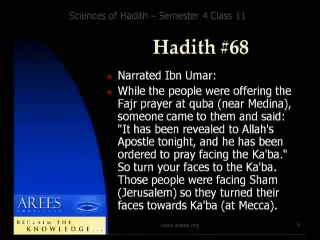 Sciences of Hadith – Semester 4 Class 11
Hadith #68
Narrated Ibn Umar:
While the people were offering the
Fajr prayer at quba (near Medina),
someone came to them and said:
"It has been revealed to Allah's
Apostle tonight, and he has been
ordered to pray facing the Ka'ba."
So turn your faces to the Ka'ba.
Those people were facing Sham
(Jerusalem) so they turned their
faces towards Ka'ba (at Mecca).
AREES
RECLAIM THE
KNOWLEDGE...
www.arees.org